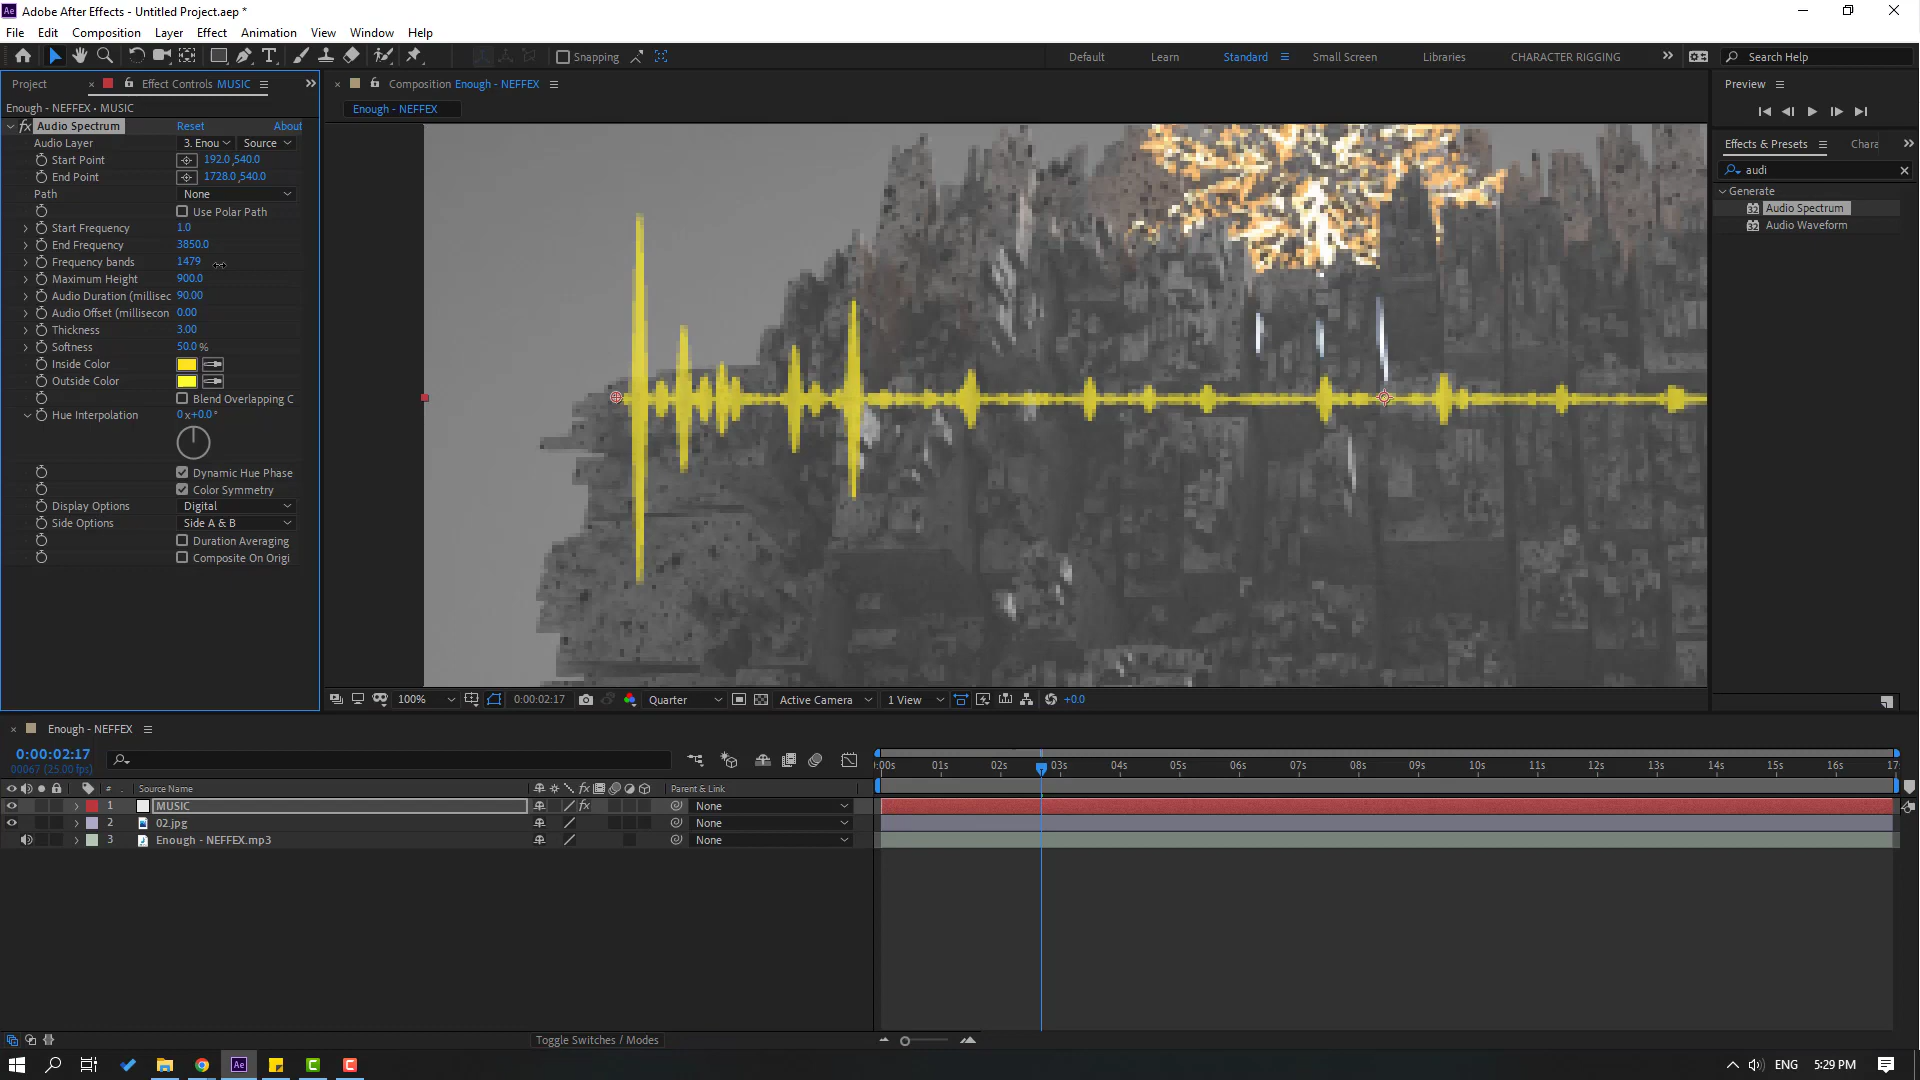 Adobe After Effects - Untitled Project.aep *
File Edit Composition Layer Effect Animation View Window Help
Snapping
Default Learn Standard Small Screen Libraries CHARACTER RIGGING
Search Help
Project Effect Controls MUSIC
Composition Enough - NEFFEX
Enough - NEFFEX • MUSIC
Enough - NEFFEX
fx Audio Spectrum Reset About
Audio Layer 3. Enou Source
Start Point 192.0,540.0
End Point 1728.0,540.0
Path None
Use Polar Path
Start Frequency 1.0
End Frequency 3850.0
Frequency bands 1479
Maximum Height 900.0
Audio Duration (millisec 90.00
Audio Offset (millisecon 0.00
Thickness 3.00
Softness 50.0 %
Inside Color
Outside Color
Blend Overlapping C
Hue Interpolation 0 x+0.0 °
Dynamic Hue Phase
Color Symmetry
Display Options Digital
Side Options Side A & B
Duration Averaging
Composite On Origi
Preview
Effects & Presets Chara
audi
Generate
32 Audio Spectrum
32 Audio Waveform
100% 0:00:02:17 Quarter Active Camera 1 View +0.0
Enough - NEFFEX
0:00:02:17
00067 (25.00 fps)
:00s 01s 02s 03s 04s 05s 06s 07s 08s 09s 10s 11s 12s 13s 14s 15s 16s 17
# Source Name fx Parent & Link
1 MUSIC fx None
2 02.jpg None
3 Enough - NEFFEX.mp3 None
Toggle Switches / Modes
Ae
ENG 5:29 PM